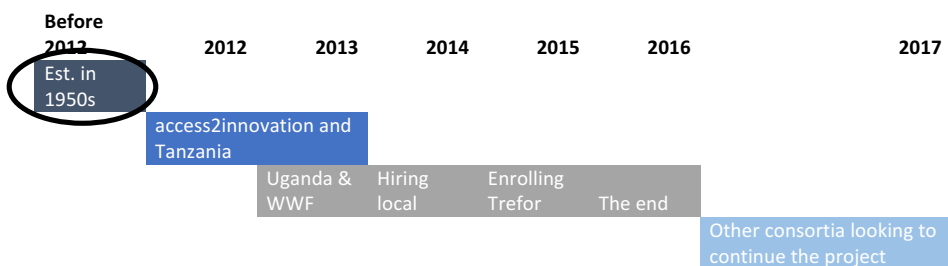 Before
2012 2012 2013 2014 2015 2016 2017
Est. in
1950s
access2innovation and
Tanzania
Uganda & Hiring Enrolling
WWF local Trefor The end
Other consortia looking to
continue the project